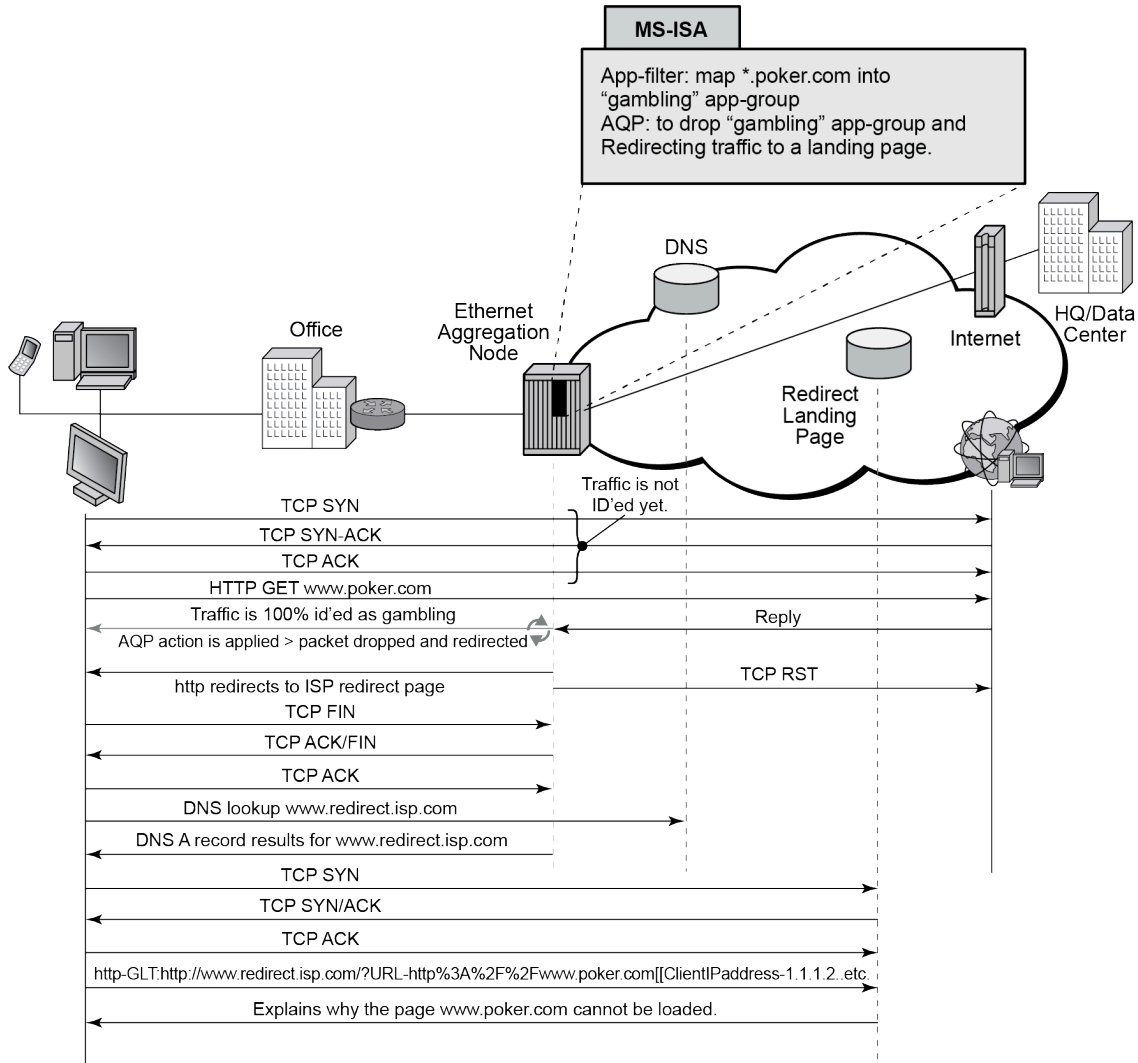 MS-ISA
App-filter: map *.poker.com into
“gambling” app-group
AQP: to drop “gambling” app-group and
Redirecting traffic to a landing page.
DNS
Ethernet
Aggregation
Node
Office
Internet
HQ/Data
Center
Redirect
Landing
Page
Traffic is not
ID’ed yet.
TCP SYN
TCP SYN-ACK
TCP ACK
HTTP GET www.poker.com
Traffic is 100% id’ed as gambling
Reply
AQP action is applied > packet dropped and redirected
http redirects to ISP redirect page
TCP RST
TCP FIN
TCP ACK/FIN
TCP ACK
DNS lookup www.redirect.isp.com
DNS A record results for www.redirect.isp.com
TCP SYN
TCP SYN/ACK
TCP ACK
http-GLT:http://www.redirect.isp.com/?URL-http%3A%2F%2Fwww.poker.com[[ClientIPaddress-1.1.1.2..etc.
Explains why the page www.poker.com cannot be loaded.